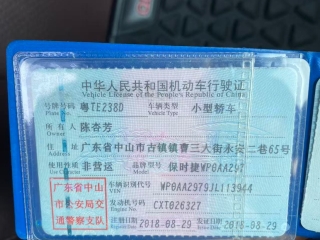 中华人民共和国机动车行驶证
Vehicle License of the People's Republic of China
号牌号码 粤TEZ38D 车辆类型 小型轿车
Plate No. Vehicle Type
所有人 陈杏芳
Owner
住址 广东省中山市古镇镇曹三大街永安二巷65号
Address
使用性质 非营运 品牌型号 保时捷WP0AA297
Use Character Model
广东省中山
市公安局交
通警察支队
车辆识别代号 WP0AA2979JL113944
VIN
发动机号码 CXT026327
Engine No.
注册日期 2018-08-29 发证日期 2018-08-29
Register Date Issue Date